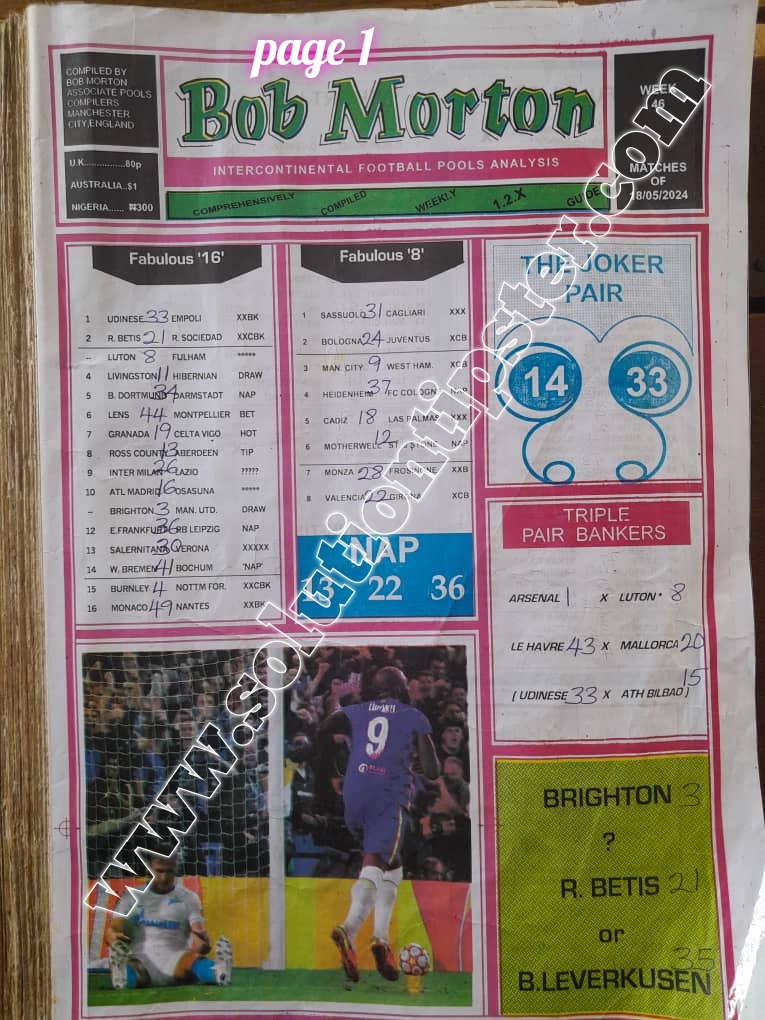 page 1
COMPILED BY
BOB MORTON
ASSOCIATE POOLS
COMPILERS
MANCHESTER
CITY, ENGLAND
U.K...............80p
AUSTRALIA..$1
NIGERIA...... ₦300
Bob Morton
INTERCONTINENTAL FOOTBALL POOLS ANALYSIS
COMPREHENSIVELY COMPILED WEEKLY 1.2.X GUIDE
WEEK
46
MATCHES
OF
18/05/2024
Fabulous '16'
1 UDINESE 33 EMPOLI XXBK
2 R. BETIS 21 R. SOCIEDAD XXCBK
-- LUTON 8 FULHAM *****
4 LIVINGSTON 11 HIBERNIAN DRAW
5 B. DORTMUND 34 DARMSTADT NAP
6 LENS 44 MONTPELLIER BET
7 GRANADA 19 CELTA VIGO HOT
8 ROSS COUNTY 13 ABERDEEN TIP
9 INTER MILAN 26 LAZIO ?????
10 ATL MADRID 16 OSASUNA *****
-- BRIGHTON 3 MAN. UTD. DRAW
12 E.FRANKFURT 36 RB LEIPZIG NAP
13 SALERNITANA 30 VERONA XXXXX
14 W. BREMEN 41 BOCHUM 'NAP'
15 BURNLEY 4 NOTTM FOR. XXCBK
16 MONACO 49 NANTES XXBK
Fabulous '8'
1 SASSUOLO 31 CAGLIARI XXX
2 BOLOGNA 24 JUVENTUS XCB
3 MAN. CITY 9 WEST HAM. XCB
4 HEIDENHEIM 37 FC COLOGNE NAP
5 CADIZ 18 LAS PALMAS XXX
6 MOTHERWELL 12 ST. J'STONE NAP
7 MONZA 28 FROSINONE XXB
8 VALENCIA 22 GIRONA XCB
NAP
13 22 36
THE JOKER
PAIR
14 33
TRIPLE
PAIR BANKERS
ARSENAL 1 X LUTON* 8
LE HAVRE 43 X MALLORCA 20
( UDINESE 33 X ATH BILBAO ) 15
9
BRIGHTON 3
?
R. BETIS 21
or
B.LEVERKUSEN 35
www.solutiontipster.com